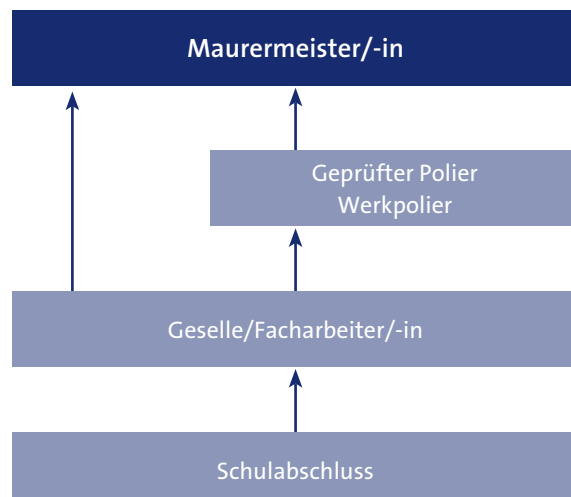 Maurermeister/-in
Geprüfter Polier
Werkpolier
Geselle/Facharbeiter/-in
Schulabschluss